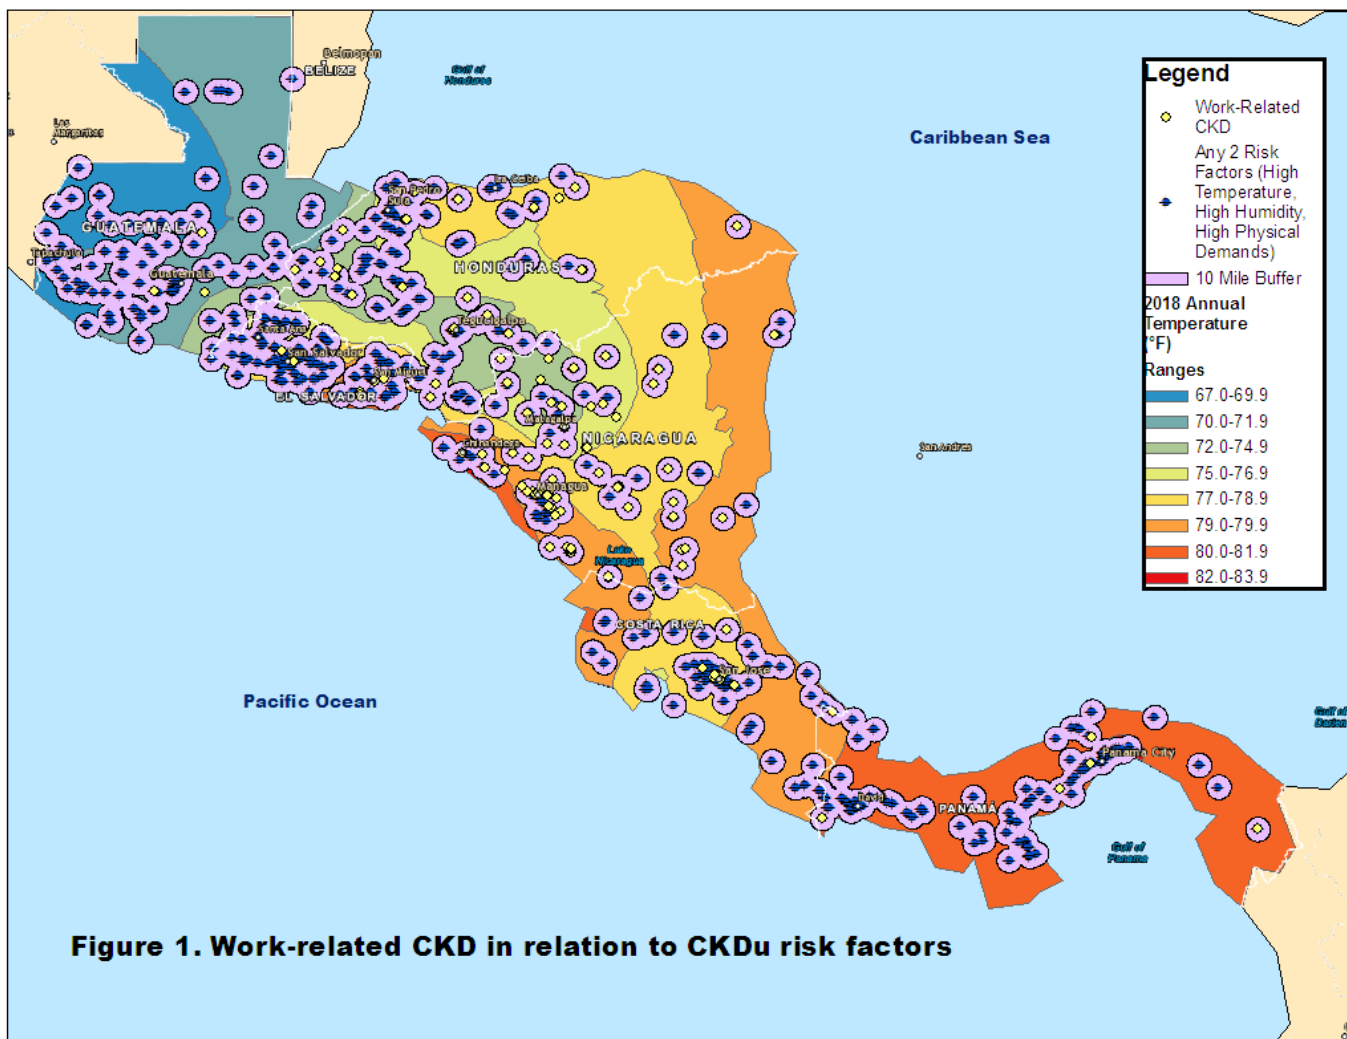 Belmopan
BELIZE
Gulf of
Honduras
Las
Margaritas
Caribbean Sea
San Pedro
Sula
La Ceiba
GUATEMALA
Tapachula
Guatemala
HONDURAS
Tegucigalpa
Santa Ana
San Salvador
San Miguel
EL SALVADOR
Matagalpa
Chinandega
NICARAGUA
San Andres
Managua
Lake
Nicaragua
COSTA RICA
San Jose
Pacific Ocean
Gulf of
Darien
Panama City
David
PANAMÁ
Gulf of
Panama
Legend
Work-Related
CKD
Any 2 Risk
Factors (High
Temperature,
High Humidity,
High Physical
Demands)
10 Mile Buffer
2018 Annual
Temperature
(°F)
Ranges
67.0-69.9
70.0-71.9
72.0-74.9
75.0-76.9
77.0-78.9
79.0-79.9
80.0-81.9
82.0-83.9
Figure 1. Work-related CKD in relation to CKDu risk factors